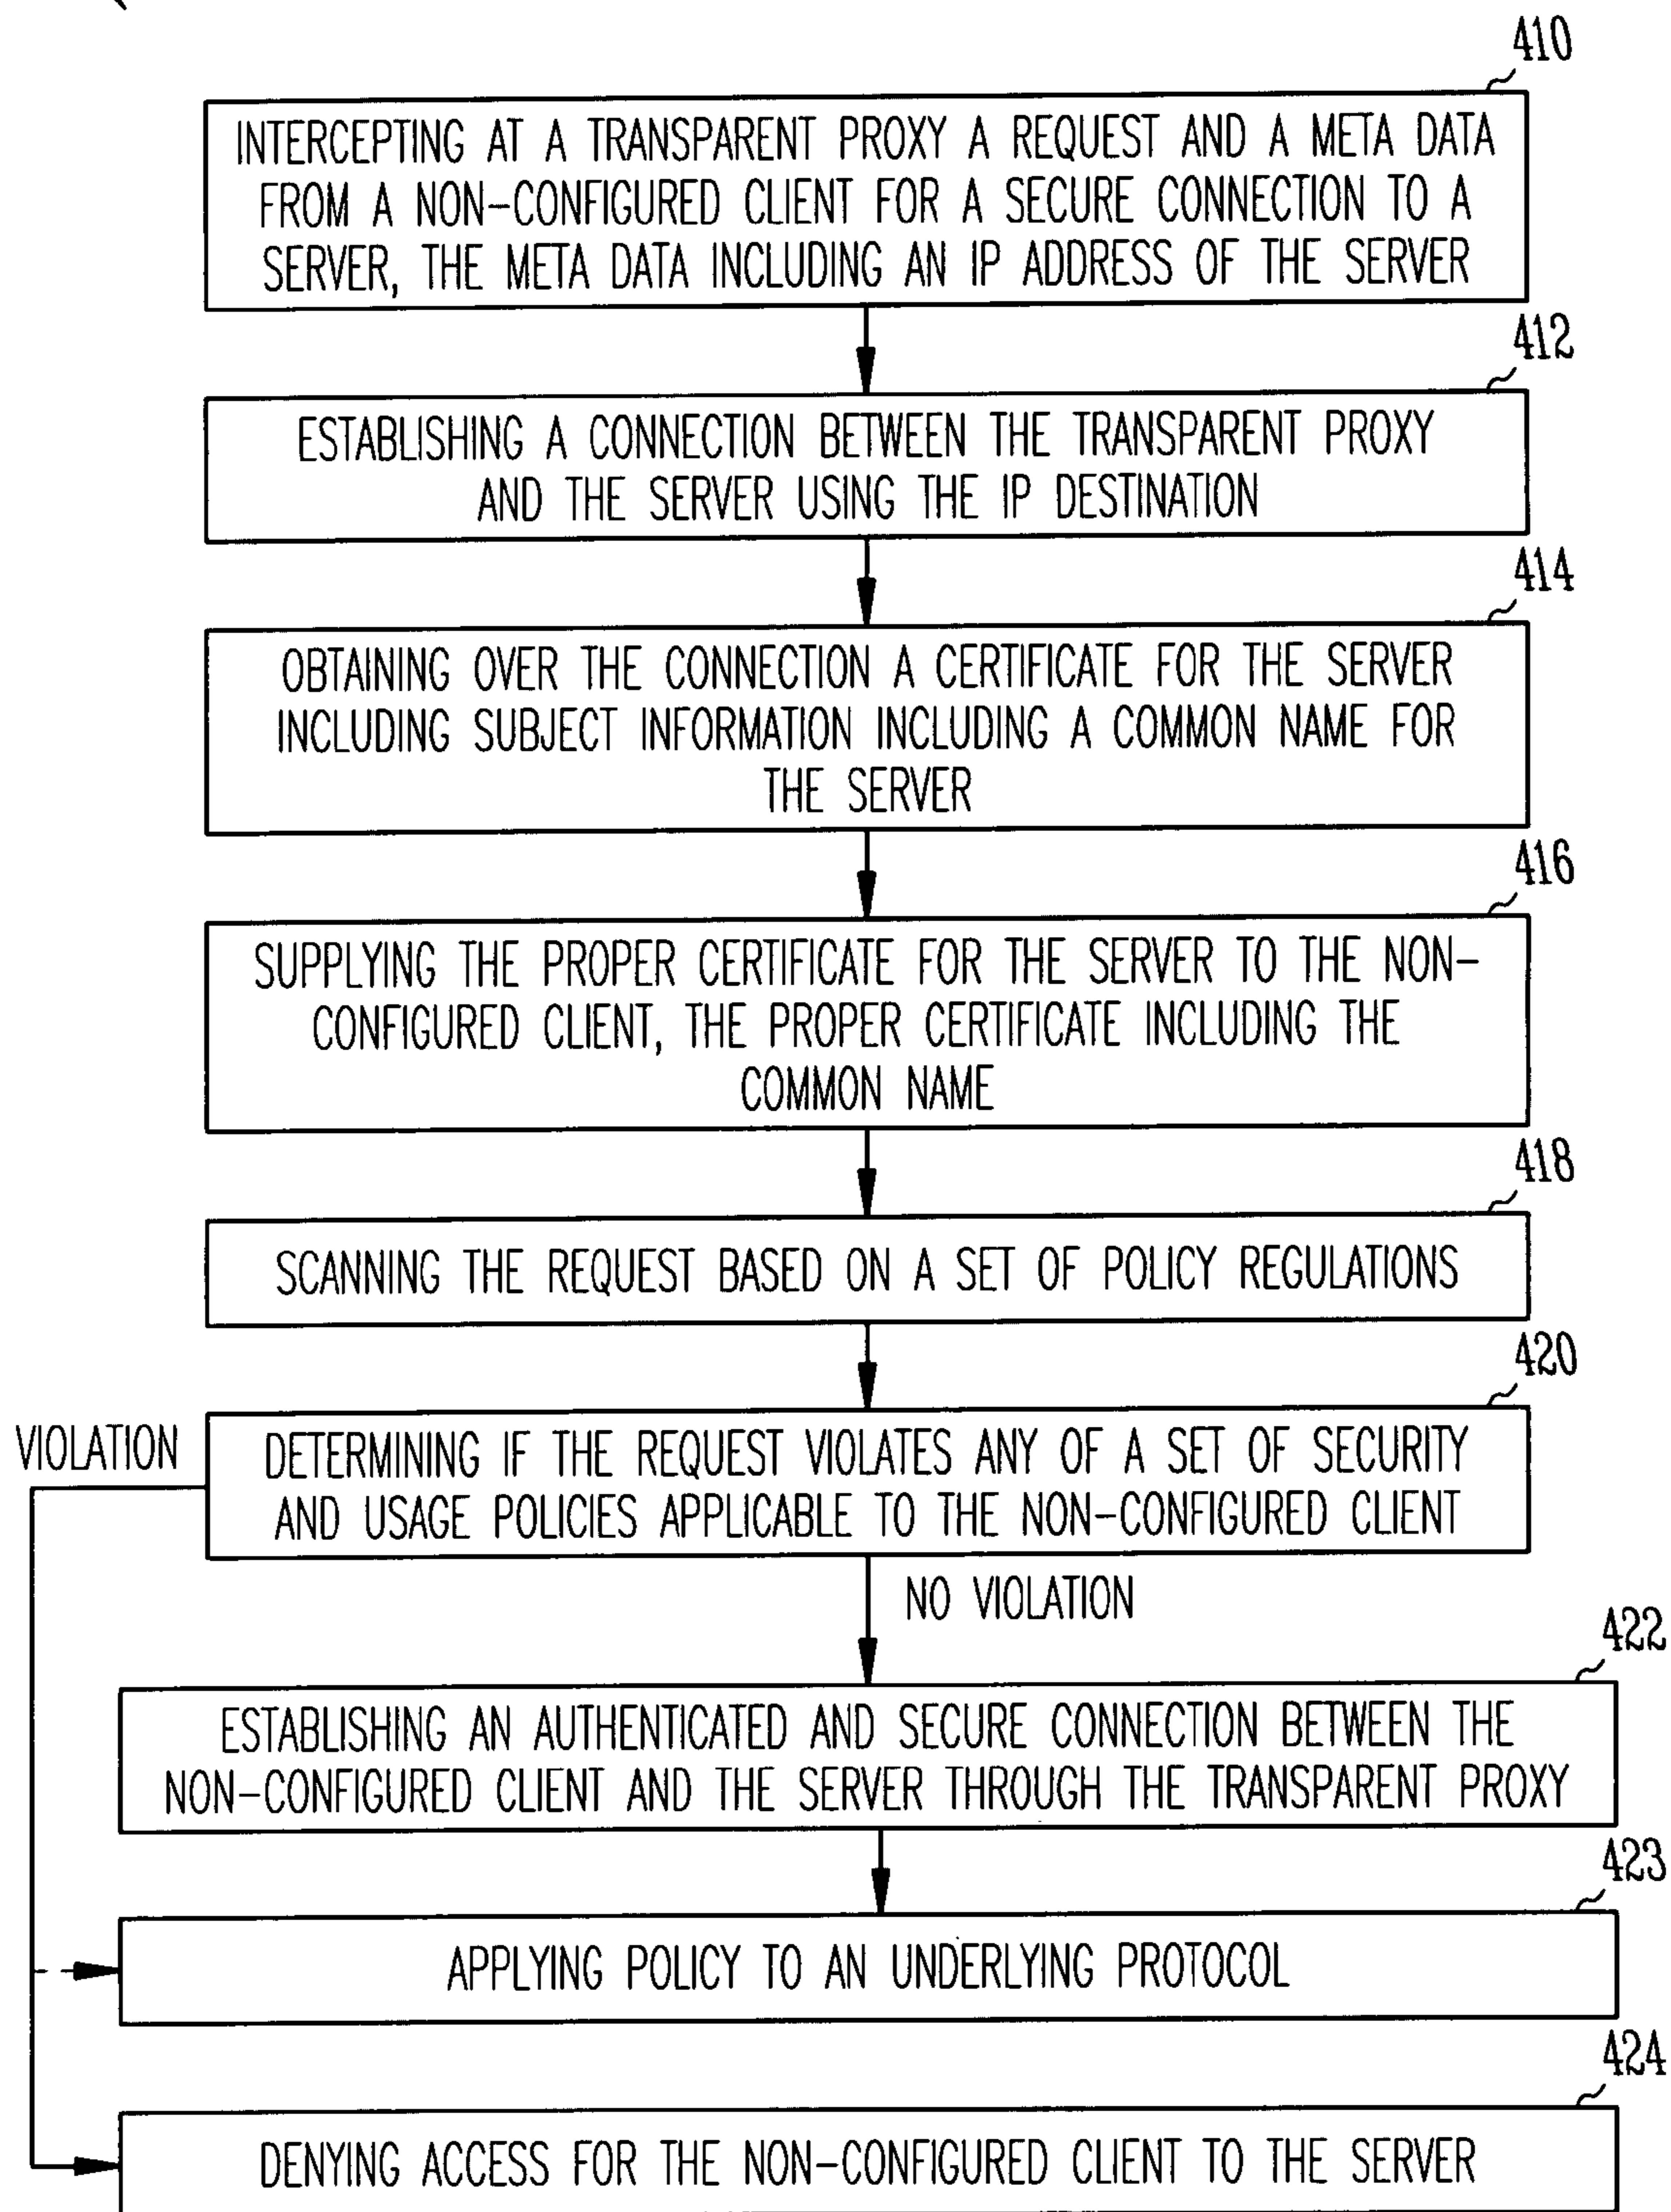 410
INTERCEPTING AT A TRANSPARENT PROXY A REQUEST AND A META DATA
FROM A NON-CONFIGURED CLIENT FOR A SECURE CONNECTION TO A
SERVER, THE META DATA INCLUDING AN IP ADDRESS OF THE SERVER
412
ESTABLISHING A CONNECTION BETWEEN THE TRANSPARENT PROXY
AND THE SERVER USING THE IP DESTINATION
414
OBTAINING OVER THE CONNECTION A CERTIFICATE FOR THE SERVER
INCLUDING SUBJECT INFORMATION INCLUDING A COMMON NAME FOR
THE SERVER
416
SUPPLYING THE PROPER CERTIFICATE FOR THE SERVER TO THE NON-
CONFIGURED CLIENT, THE PROPER CERTIFICATE INCLUDING THE
COMMON NAME
418
SCANNING THE REQUEST BASED ON A SET OF POLICY REGULATIONS
420
VIOLATION
DETERMINING IF THE REQUEST VIOLATES ANY OF A SET OF SECURITY
AND USAGE POLICIES APPLICABLE TO THE NON-CONFIGURED CLIENT
NO VIOLATION
422
ESTABLISHING AN AUTHENTICATED AND SECURE CONNECTION BETWEEN THE
NON-CONFIGURED CLIENT AND THE SERVER THROUGH THE TRANSPARENT PROXY
423
APPLYING POLICY TO AN UNDERLYING PROTOCOL
424
DENYING ACCESS FOR THE NON-CONFIGURED CLIENT TO THE SERVER